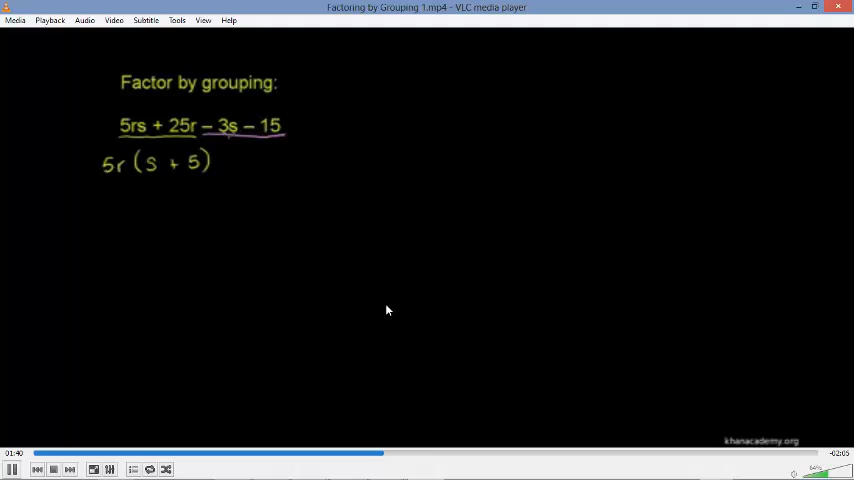 Factoring by Grouping 1.mp4 - VLC media player
Media Playback Audio Video Subtitle Tools View Help
Factor by grouping:
5rs + 25r – 3s – 15
5r (s + 5)
khanacademy.org
01:40 -02:05
64%